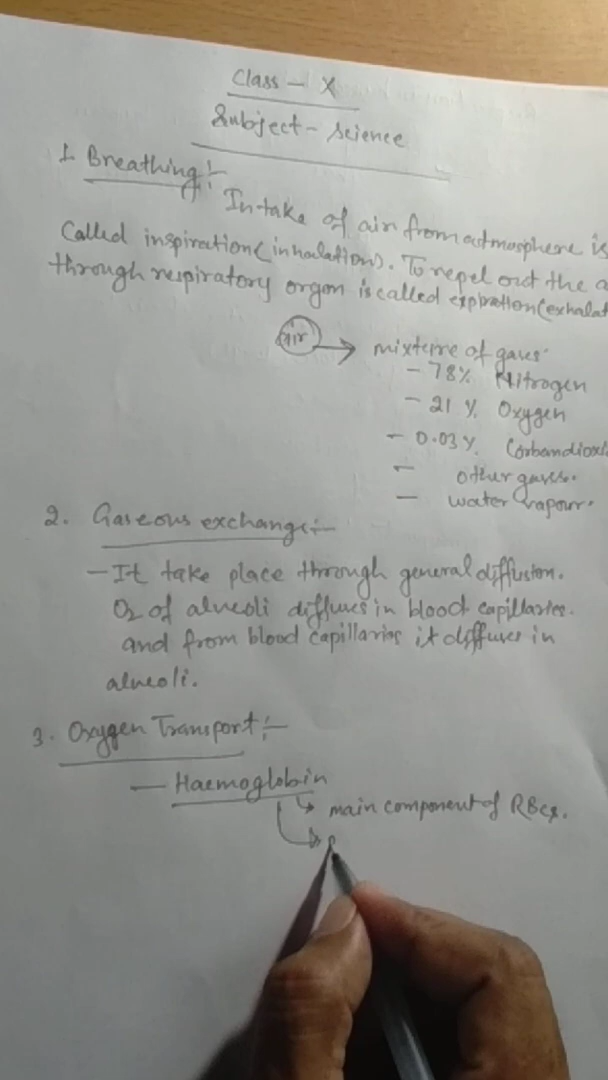 Class - X
Subject - Science
1. Breathing :-
Intake of air from atmosphere is
Called inspiration (inhalation). To repel out the a
through respiratory organ is called expiration (exhalat
air → mixture of gases
- 78% Nitrogen
- 21 % Oxygen
- 0.03 %. Corbandioxi
- other gases.
- water vapour.
2. Gaseous exchange :-
- It take place through general diffusion.
O2 of alveoli diffuses in blood capillaries.
and from blood capillaries it diffuses in
alveoli.
3. Oxygen Transport :-
- Haemoglobin
↳ main component of RBCs.